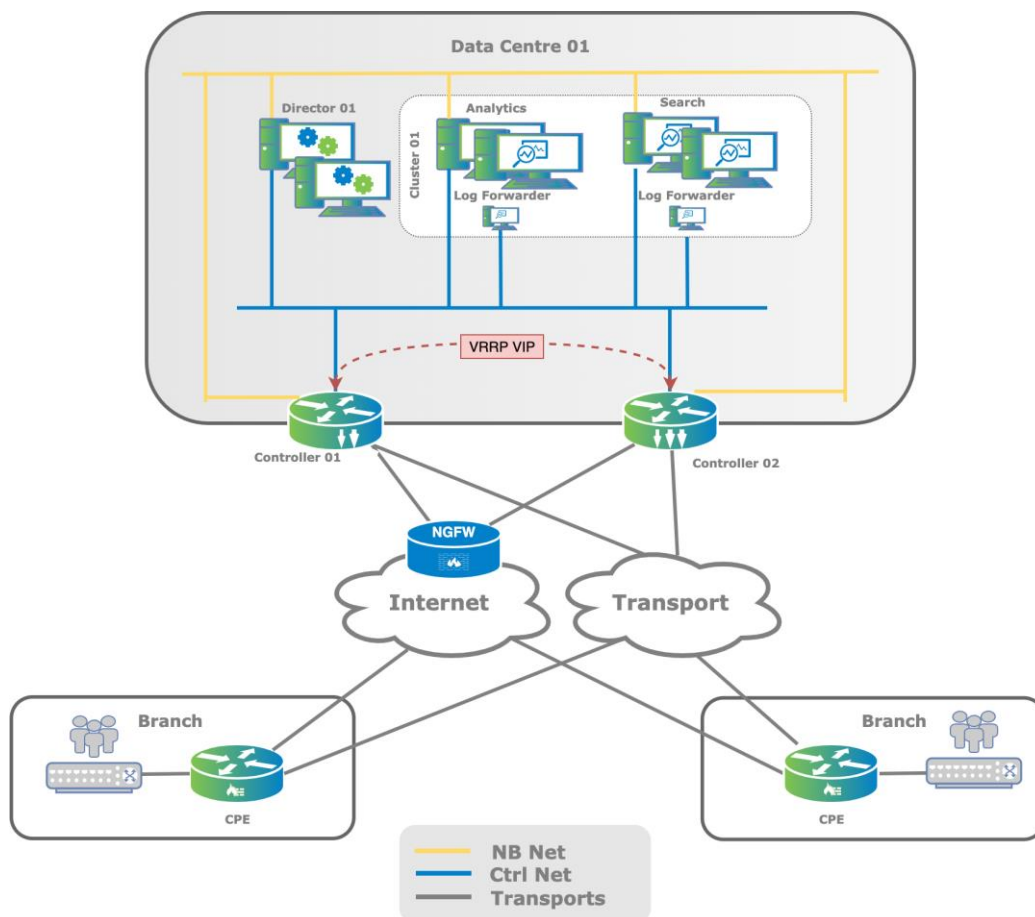 Data Centre 01
Director 01
Analytics
Search
Cluster 01
Log Forwarder
Log Forwarder
VRRP VIP
Controller 01
Controller 02
NGFW
Internet
Transport
Branch
Branch
CPE
CPE
NB Net
Ctrl Net
Transports